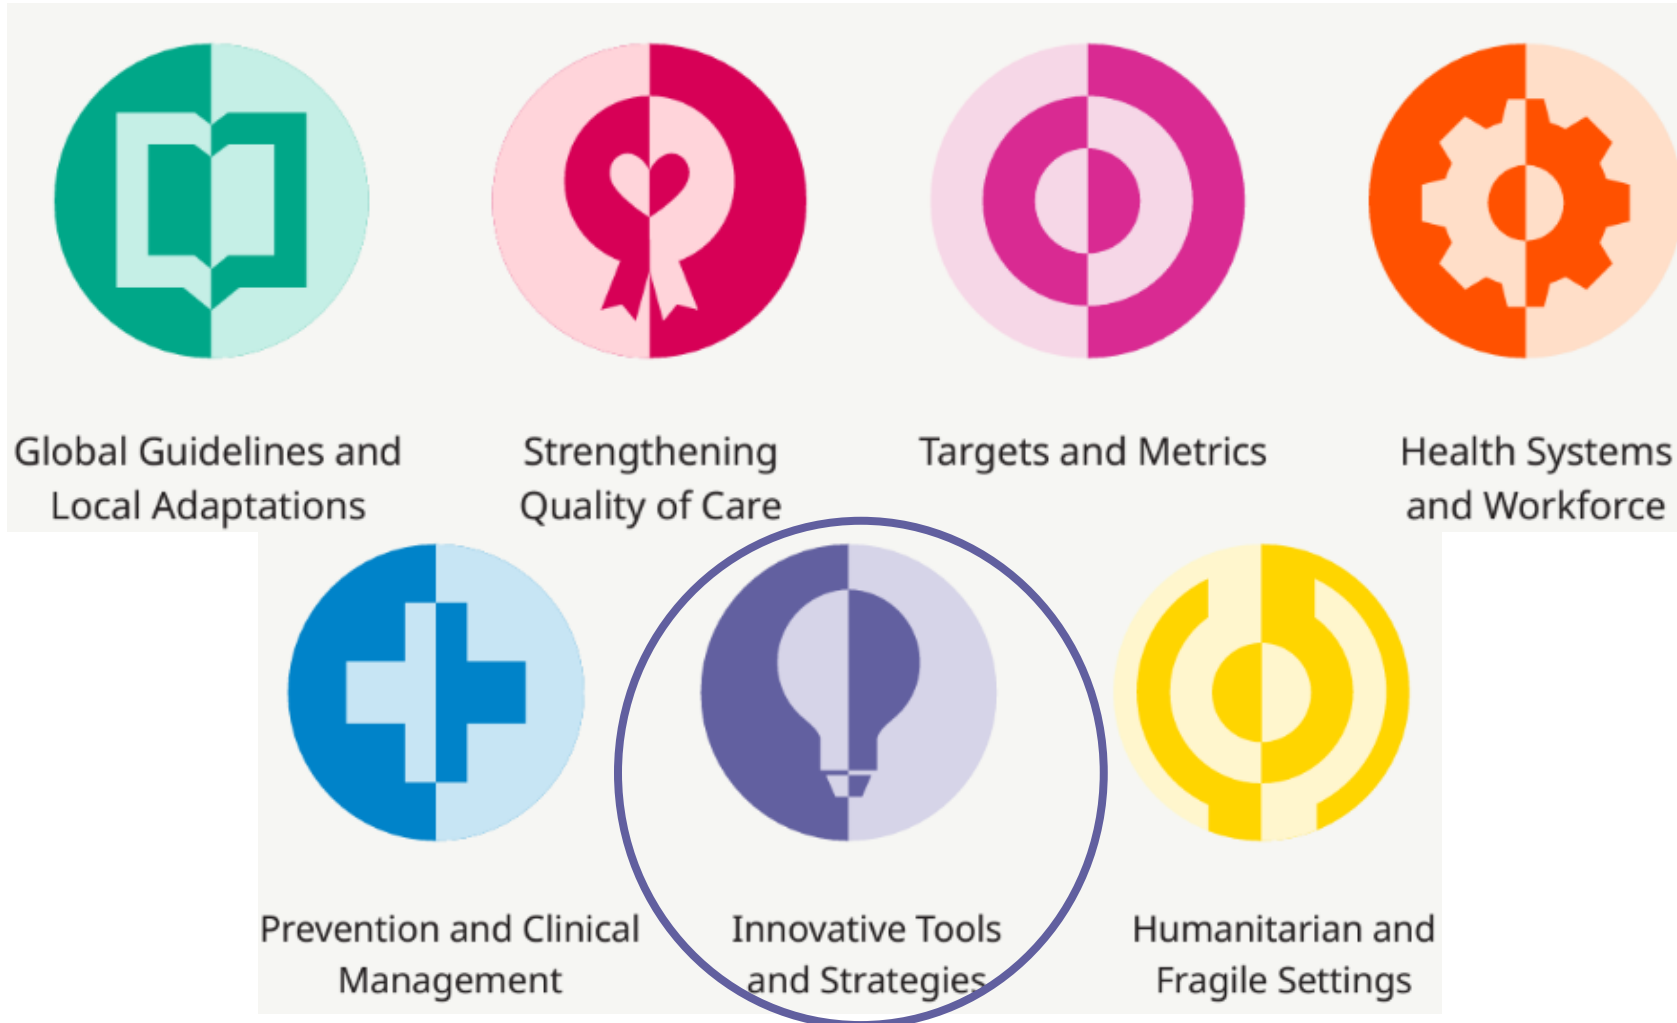 Global Guidelines and
Local Adaptations
Strengthening
Quality of Care
Targets and Metrics
Health Systems
and Workforce
Prevention and Clinical
Management
Innovative Tools
and Strategies
Humanitarian and
Fragile Settings